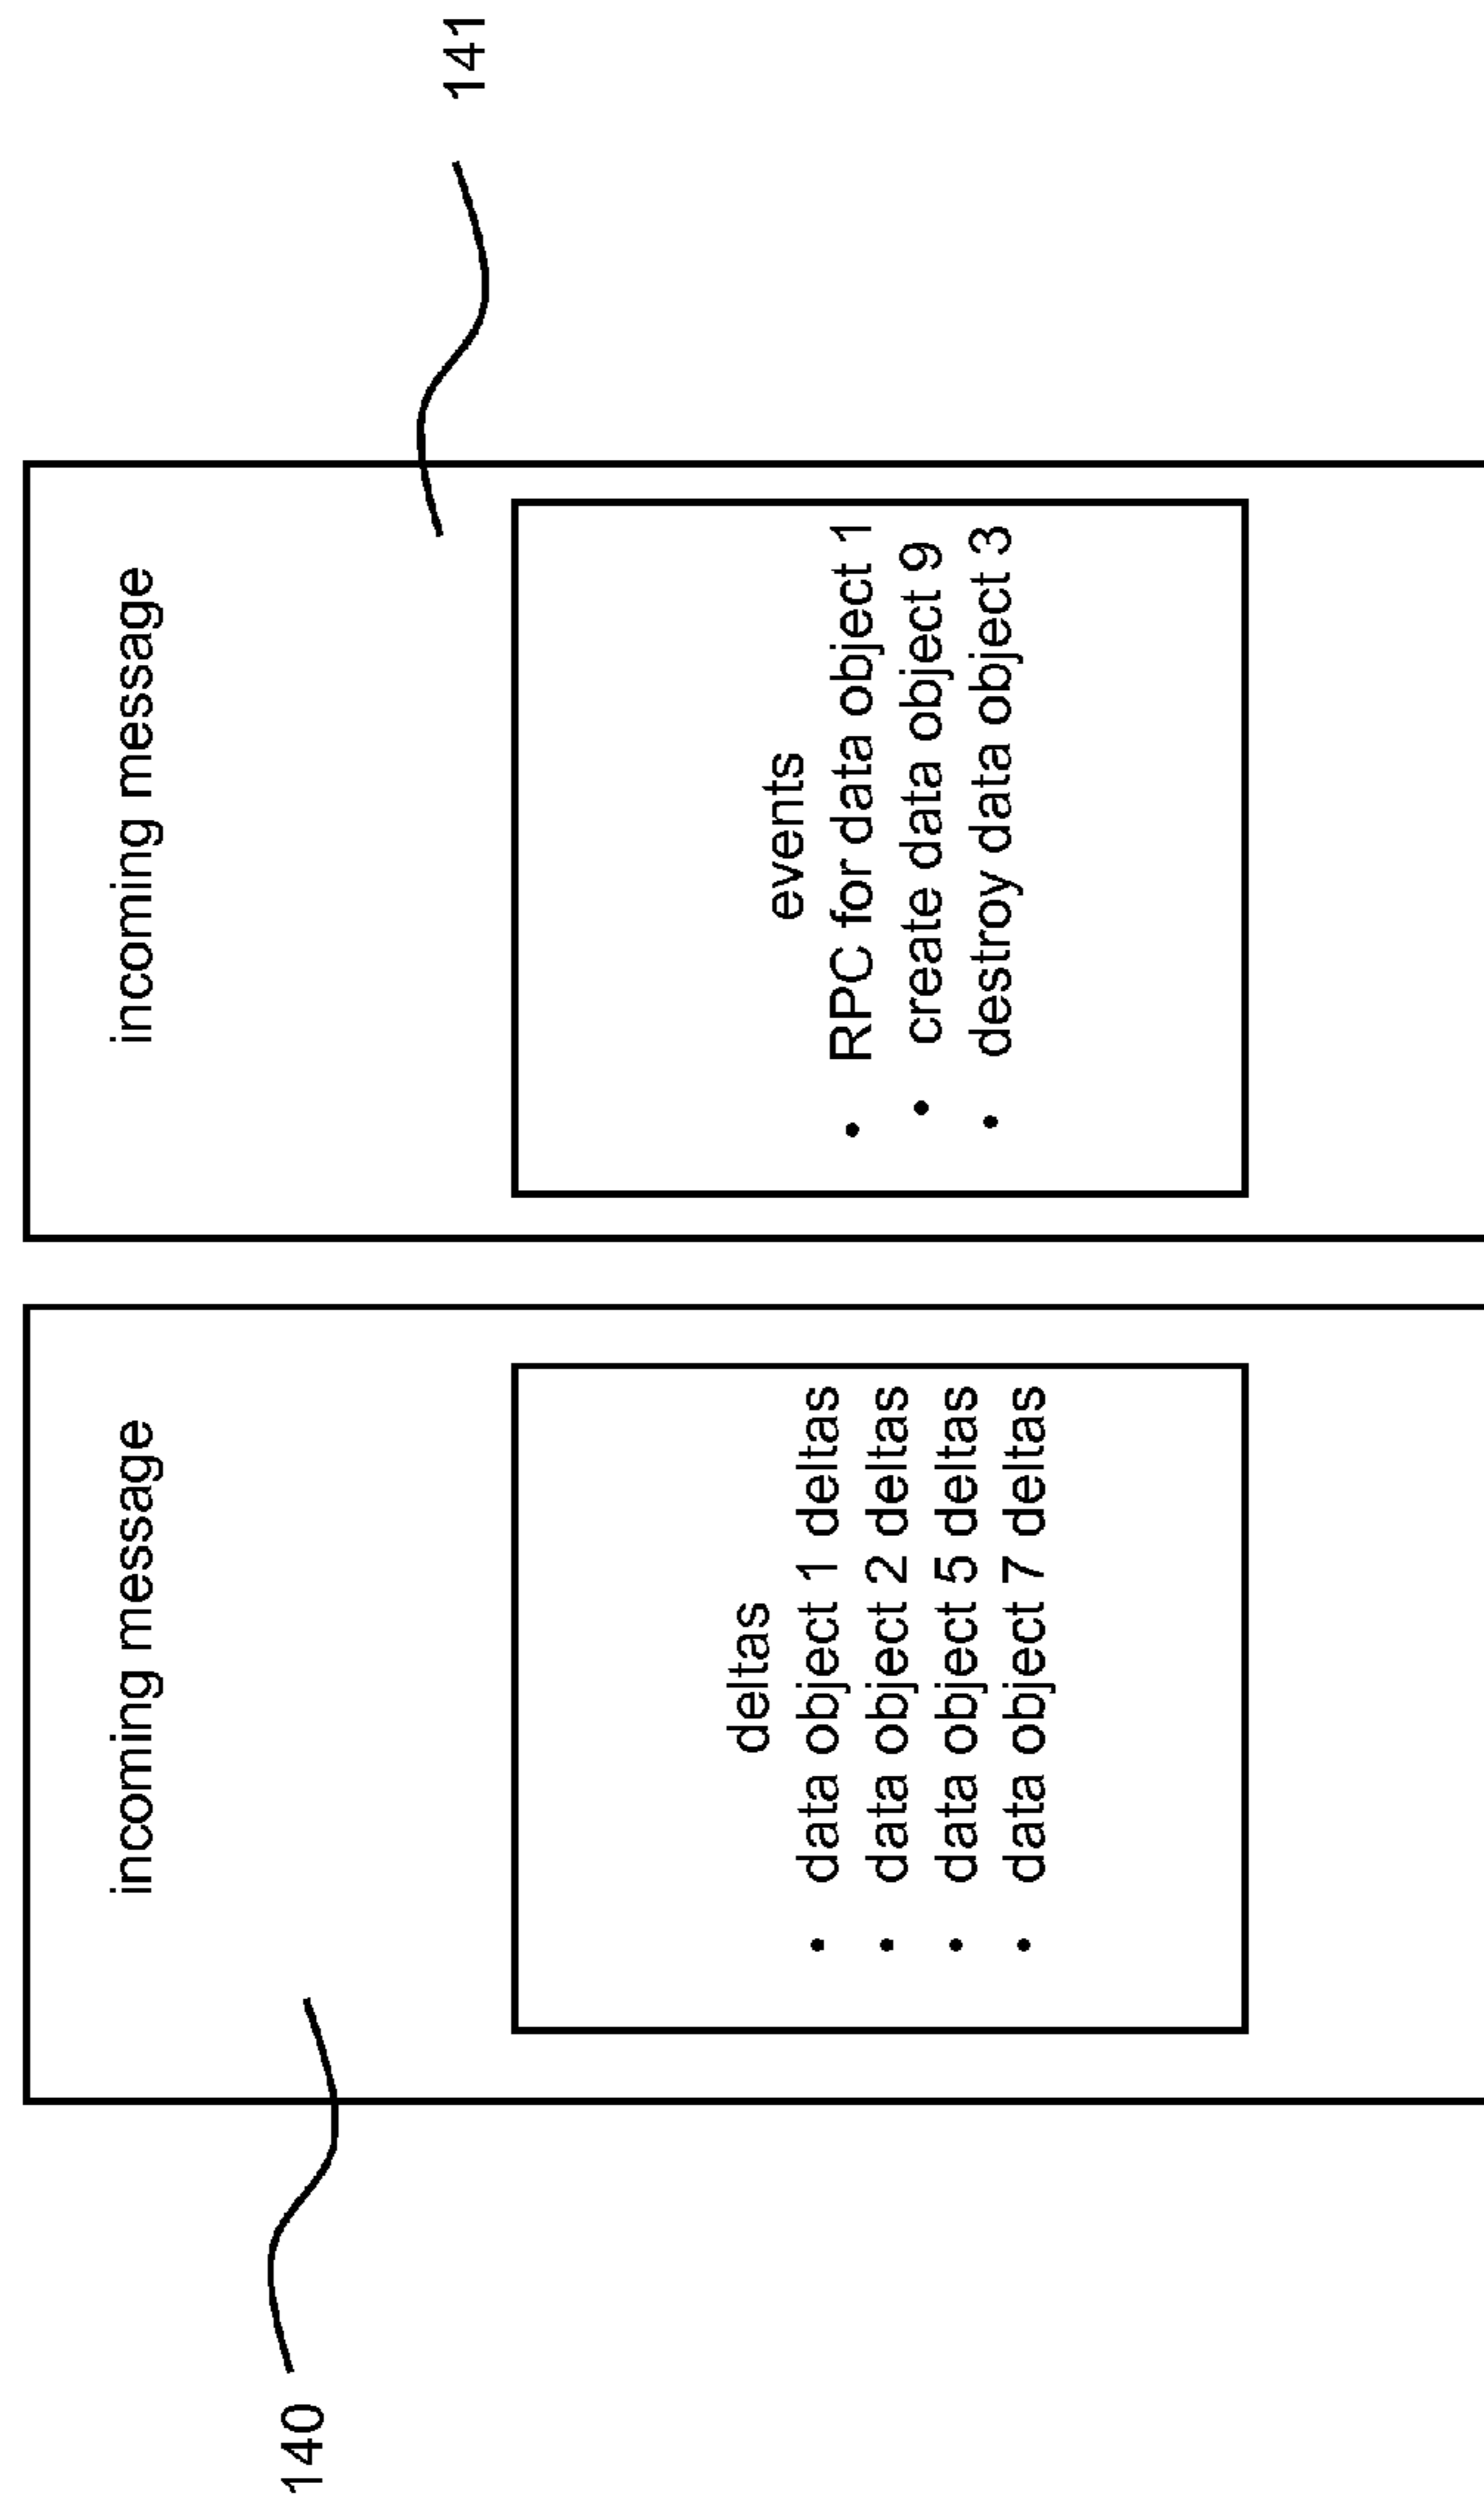 140
incoming message
deltas
• data object 1 deltas
• data object 2 deltas
• data object 5 deltas
• data object 7 deltas
incoming message
events
• RPC for data object 1
• create data object 9
• destroy data object 3
141